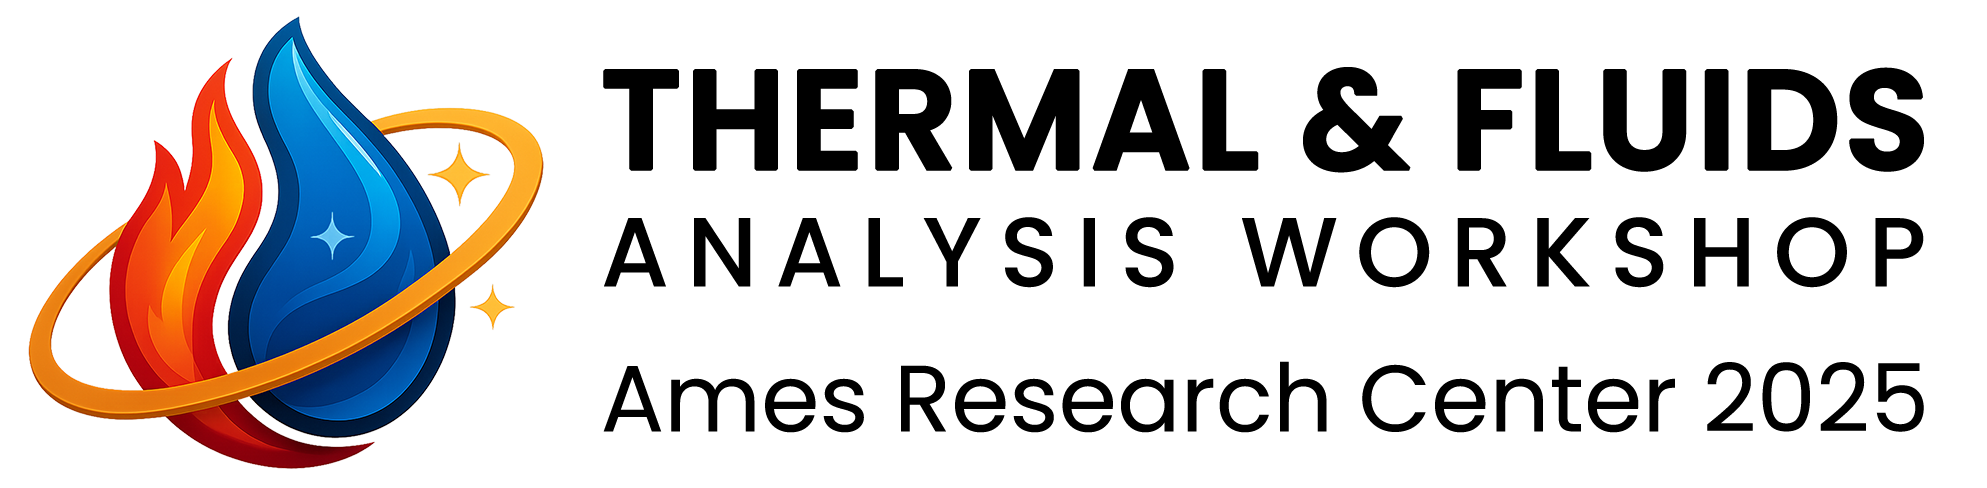 THERMAL & FLUIDS
ANALYSIS WORKSHOP
Ames Research Center 2025